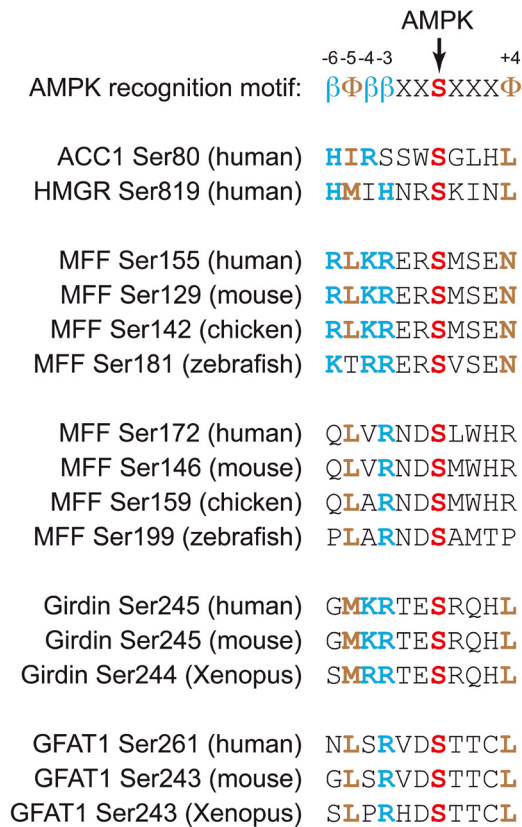 AMPK
-6 -5 -4 -3 +4
AMPK recognition motif: βΦββXXSXXXΦ
ACC1 Ser80 (human) HIRSSWSGLHL
HMGR Ser819 (human) HMIHNRSKINL
MFF Ser155 (human) RLKRERSMSEN
MFF Ser129 (mouse) RLKRERSMSEN
MFF Ser142 (chicken) RLKRERSMSEN
MFF Ser181 (zebrafish) KTRRERSVSEN
MFF Ser172 (human) QLVRNDSLWHR
MFF Ser146 (mouse) QLVRNDSMWHR
MFF Ser159 (chicken) QLARNDSMWHR
MFF Ser199 (zebrafish) PLARNDSAMTP
Girdin Ser245 (human) GMKRTESRQHL
Girdin Ser245 (mouse) GMKRTESRQHL
Girdin Ser244 (Xenopus) SMRRTESRQHL
GFAT1 Ser261 (human) NLSRVDSTTCL
GFAT1 Ser243 (mouse) GLSRVDSTTCL
GFAT1 Ser243 (Xenopus) SLPRHDSTTCL